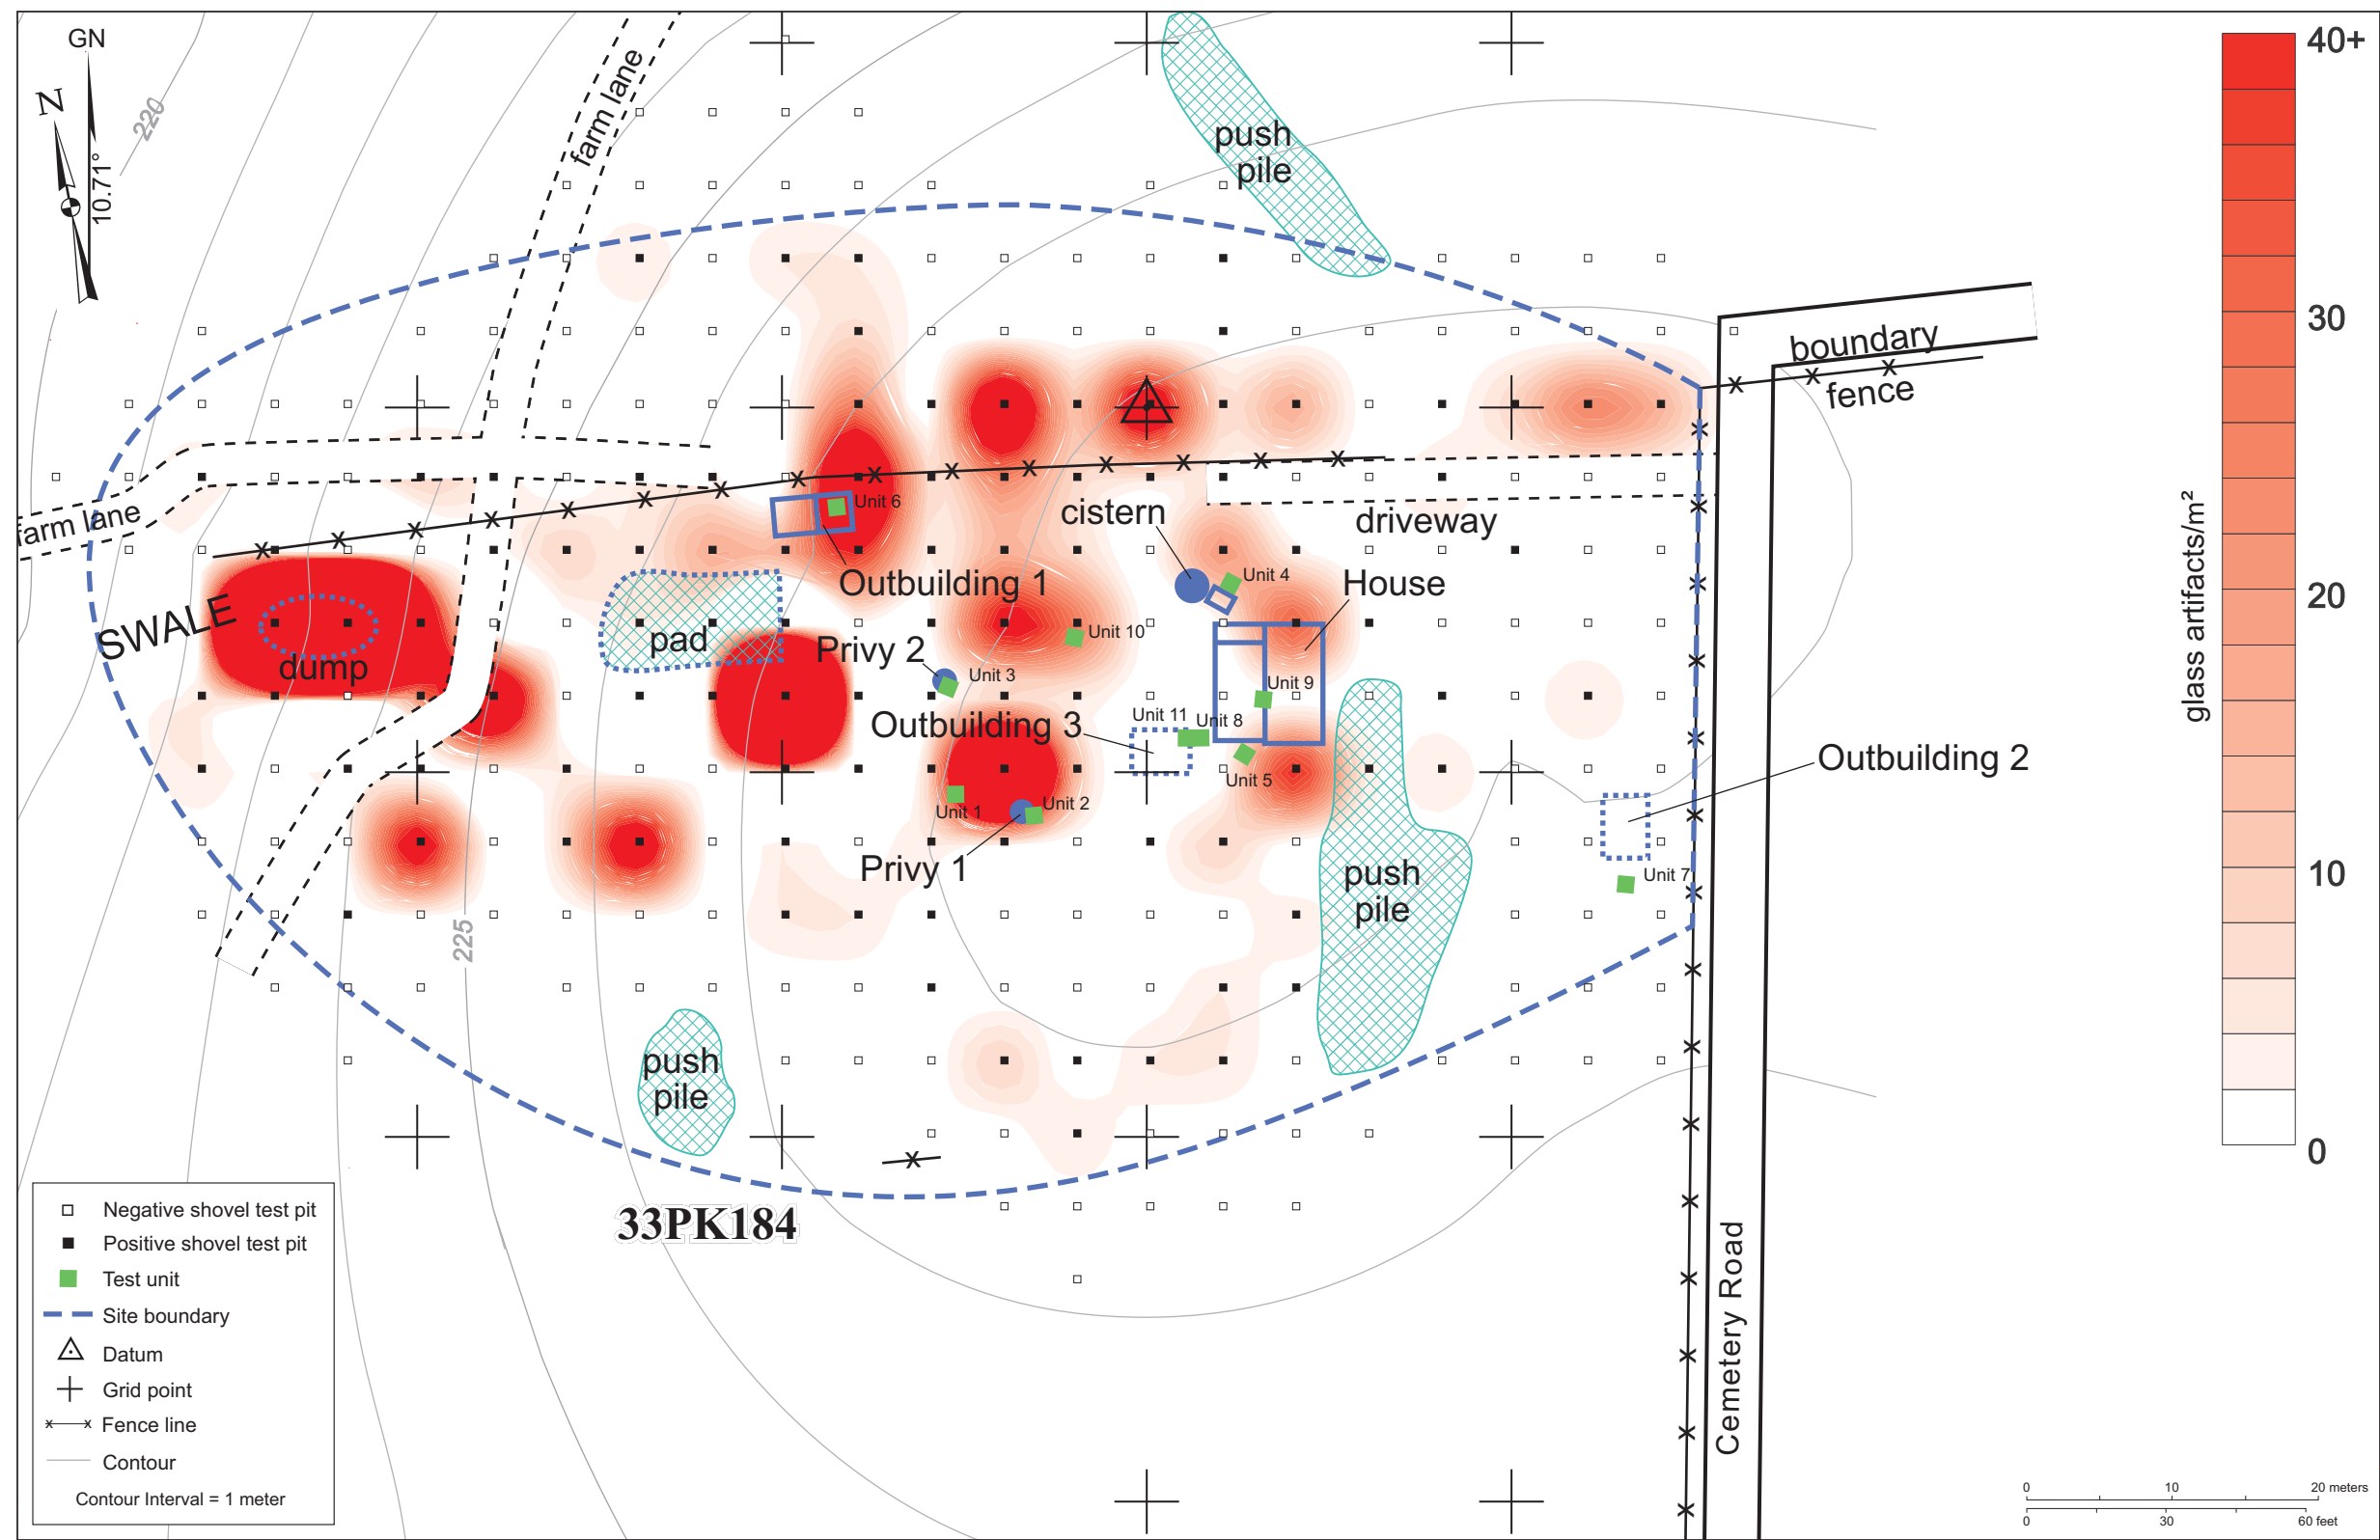 GN
N
10.71°
220
farm lane
push
pile
40+
30
20
10
0
glass artifacts/m²
boundary
fence
farm lane
Unit 6
cistern
driveway
Outbuilding 1
Unit 4
House
SWALE
dump
pad
Privy 2
Unit 3
Unit 10
Unit 9
Outbuilding 3
Unit 11
Unit 8
Unit 5
Outbuilding 2
Unit 1
Unit 2
Privy 1
push
pile
Unit 7
225
push
pile
33PK184
Cemetery Road
Negative shovel test pit
Positive shovel test pit
Test unit
Site boundary
Datum
Grid point
Fence line
Contour
Contour Interval = 1 meter
0 10 20 meters
0 30 60 feet